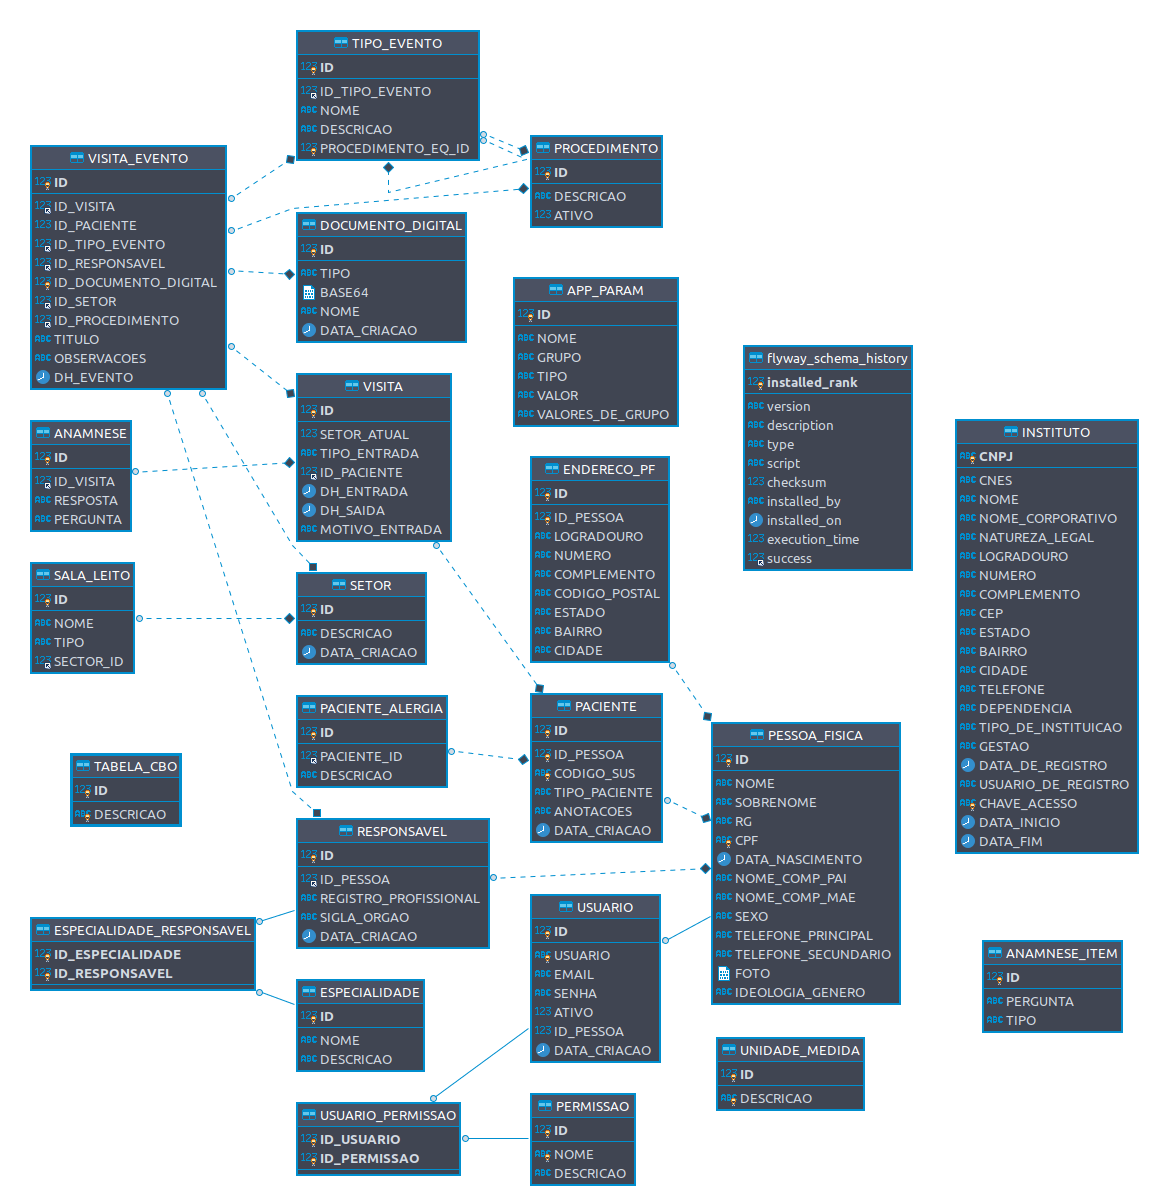 TIPO_EVENTO
ID
ID_TIPO_EVENTO
NOME
DESCRICAO
PROCEDIMENTO_EQ_ID
VISITA_EVENTO
ID
ID_VISITA
ID_PACIENTE
ID_TIPO_EVENTO
ID_RESPONSAVEL
ID_DOCUMENTO_DIGITAL
ID_SETOR
ID_PROCEDIMENTO
TITULO
OBSERVACOES
DH_EVENTO
PROCEDIMENTO
ID
DESCRICAO
ATIVO
DOCUMENTO_DIGITAL
ID
TIPO
BASE64
NOME
DATA_CRIACAO
APP_PARAM
ID
NOME
GRUPO
TIPO
VALOR
VALORES_DE_GRUPO
flyway_schema_history
installed_rank
version
description
type
script
checksum
installed_by
installed_on
execution_time
success
VISITA
ID
SETOR_ATUAL
TIPO_ENTRADA
ID_PACIENTE
DH_ENTRADA
DH_SAIDA
MOTIVO_ENTRADA
ANAMNESE
ID
ID_VISITA
RESPOSTA
PERGUNTA
INSTITUTO
CNPJ
CNES
NOME
NOME_CORPORATIVO
NATUREZA_LEGAL
LOGRADOURO
NUMERO
COMPLEMENTO
CEP
ESTADO
BAIRRO
CIDADE
TELEFONE
DEPENDENCIA
TIPO_DE_INSTITUICAO
GESTAO
DATA_DE_REGISTRO
USUARIO_DE_REGISTRO
CHAVE_ACESSO
DATA_INICIO
DATA_FIM
ENDERECO_PF
ID
ID_PESSOA
LOGRADOURO
NUMERO
COMPLEMENTO
CODIGO_POSTAL
ESTADO
BAIRRO
CIDADE
SALA_LEITO
ID
NOME
TIPO
SECTOR_ID
SETOR
ID
DESCRICAO
DATA_CRIACAO
PACIENTE_ALERGIA
ID
PACIENTE_ID
DESCRICAO
PACIENTE
ID
ID_PESSOA
CODIGO_SUS
TIPO_PACIENTE
ANOTACOES
DATA_CRIACAO
PESSOA_FISICA
ID
NOME
SOBRENOME
RG
CPF
DATA_NASCIMENTO
NOME_COMP_PAI
NOME_COMP_MAE
SEXO
TELEFONE_PRINCIPAL
TELEFONE_SECUNDARIO
FOTO
IDEOLOGIA_GENERO
TABELA_CBO
ID
DESCRICAO
RESPONSAVEL
ID
ID_PESSOA
REGISTRO_PROFISSIONAL
SIGLA_ORGAO
DATA_CRIACAO
USUARIO
ID
USUARIO
EMAIL
SENHA
ATIVO
ID_PESSOA
DATA_CRIACAO
ESPECIALIDADE_RESPONSAVEL
ID_ESPECIALIDADE
ID_RESPONSAVEL
ANAMNESE_ITEM
ID
PERGUNTA
TIPO
ESPECIALIDADE
ID
NOME
DESCRICAO
UNIDADE_MEDIDA
ID
DESCRICAO
USUARIO_PERMISSAO
ID_USUARIO
ID_PERMISSAO
PERMISSAO
ID
NOME
DESCRICAO